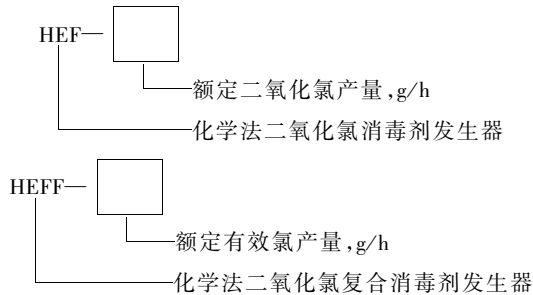 HEF—
额定二氧化氯产量,g/h
化学法二氧化氯消毒剂发生器
HEFF—
额定有效氯产量,g/h
化学法二氧化氯复合消毒剂发生器